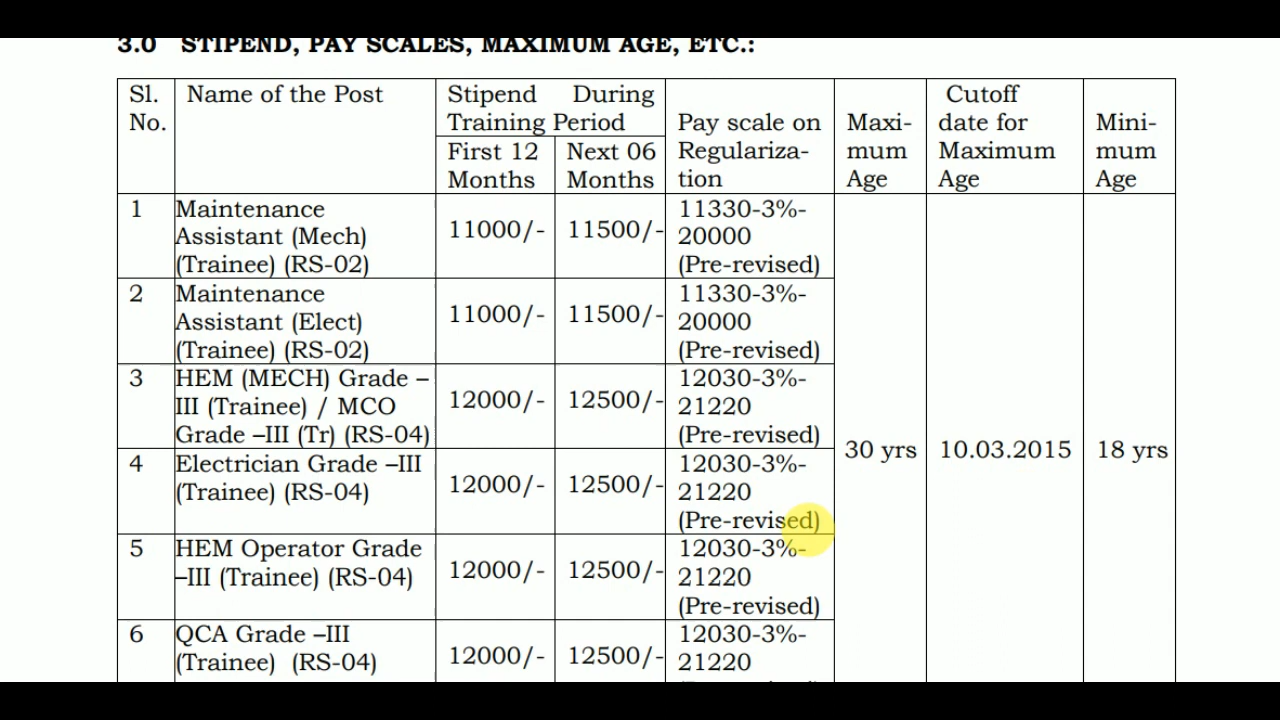 3.0 STIPEND, PAY SCALES, MAXIMUM AGE, ETC.:
Sl. No.
Name of the Post
Stipend During Training Period
First 12 Months
Next 06 Months
Pay scale on Regulariza-tion
Maxi-mum Age
Cutoff date for Maximum Age
Mini-mum Age
1
Maintenance
Assistant (Mech)
(Trainee) (RS-02)
11000/-
11500/-
11330-3%-
20000
(Pre-revised)
2
Maintenance
Assistant (Elect)
(Trainee) (RS-02)
11000/-
11500/-
11330-3%-
20000
(Pre-revised)
3
HEM (MECH) Grade –
III (Trainee) / MCO
Grade –III (Tr) (RS-04)
12000/-
12500/-
12030-3%-
21220
(Pre-revised)
4
Electrician Grade –III
(Trainee) (RS-04)
12000/-
12500/-
12030-3%-
21220
(Pre-revised)
5
HEM Operator Grade
–III (Trainee) (RS-04)
12000/-
12500/-
12030-3%-
21220
(Pre-revised)
6
QCA Grade –III
(Trainee) (RS-04)
12000/-
12500/-
12030-3%-
21220
30 yrs
10.03.2015
18 yrs